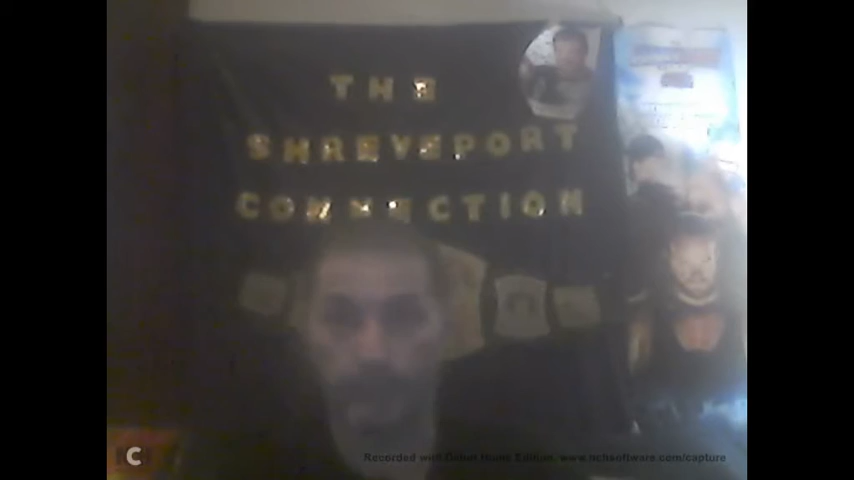 THE
SHREVEPORT
CONNECTION
C
Recorded with Debut Home Edition. www.nchsoftware.com/capture